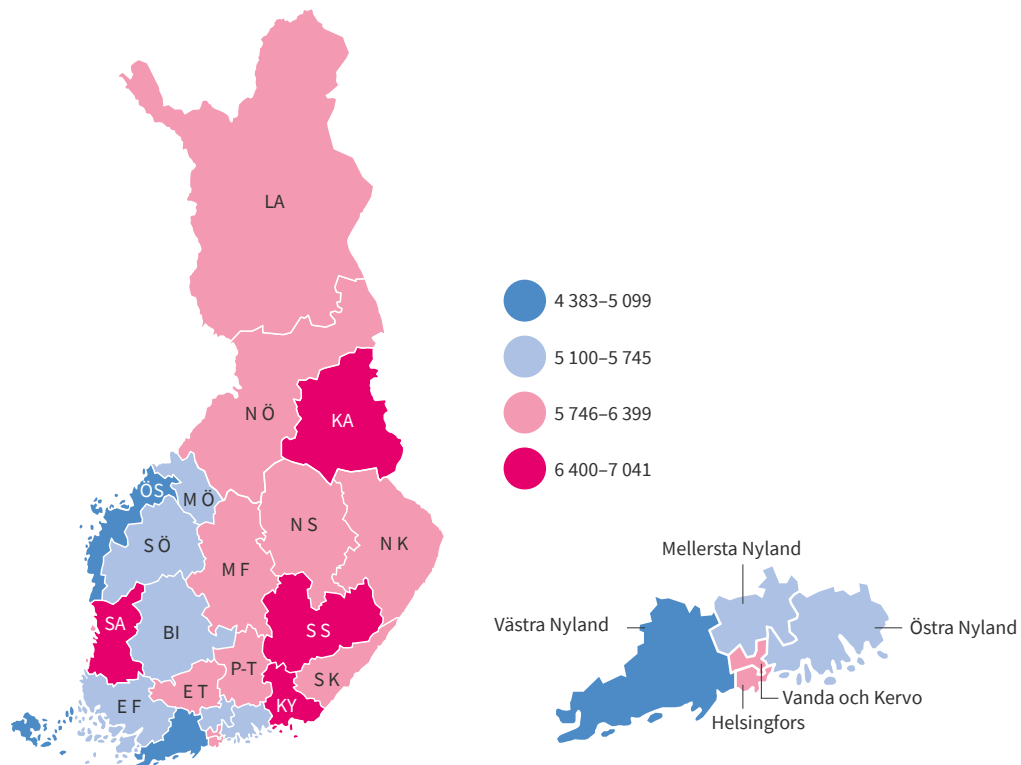 LA
4 383–5 099
5 100–5 745
5 746–6 399
6 400–7 041
N Ö
KA
ÖS
M Ö
N S
S Ö
N K
M F
SA
BI
S S
P-T
S K
E T
E F
KY
Mellersta Nyland
Västra Nyland
Östra Nyland
Vanda och Kervo
Helsingfors